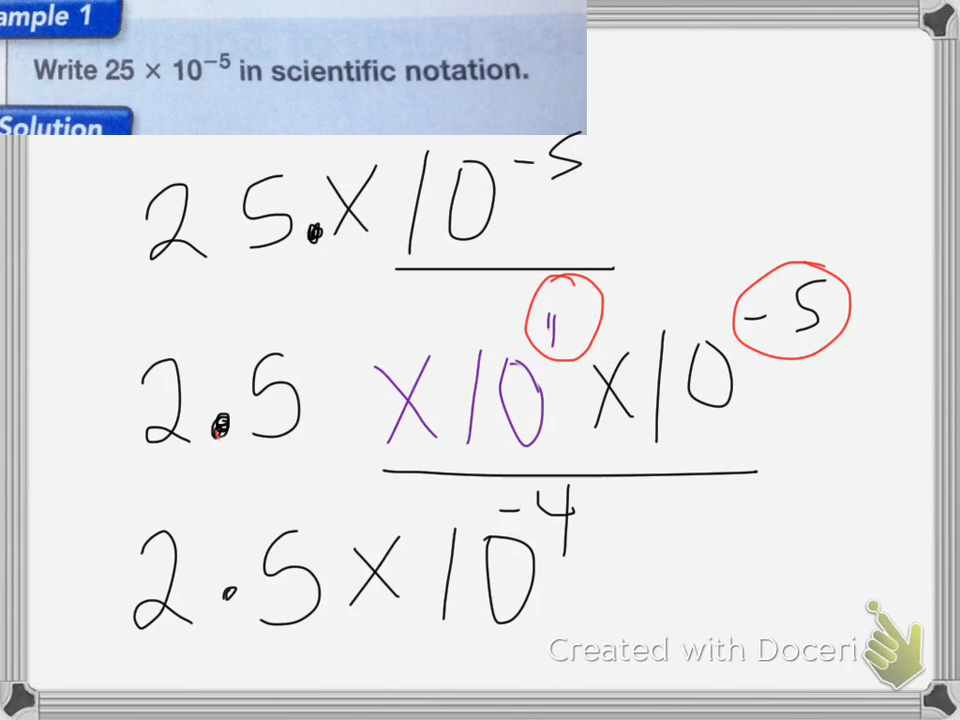 ample 1
Write 25 × 10⁻⁵ in scientific notation.
Solution
25. × 10⁻⁵
2.5 × 10¹ × 10⁻⁵
2.5 × 10⁻⁴
Created with Doceri